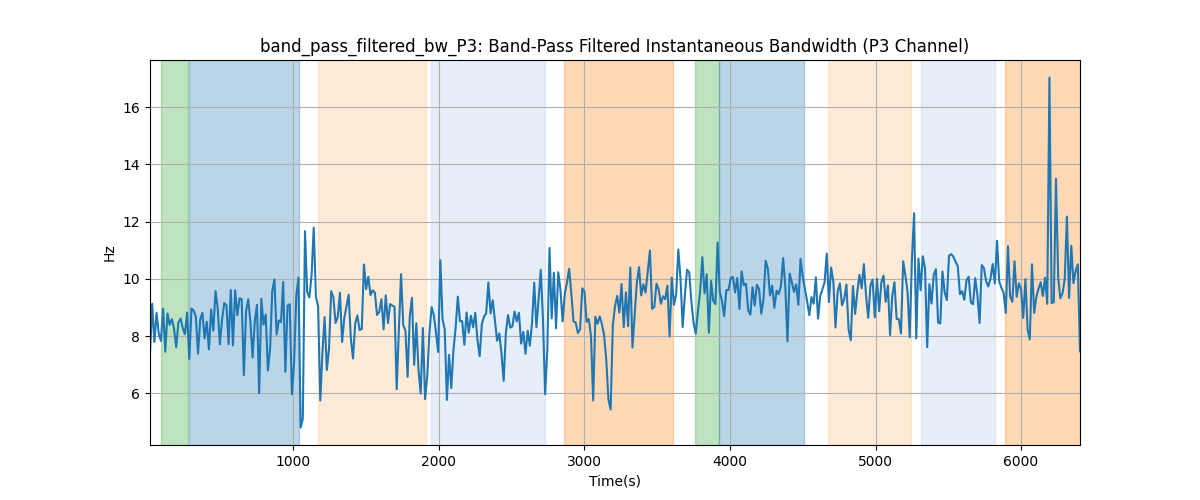 band_pass_filtered_bw_P3: Band-Pass Filtered Instantaneous Bandwidth (P3 Channel)
16
14
12
10
8
6
Hz
1000 2000 3000 4000 5000 6000
Time(s)